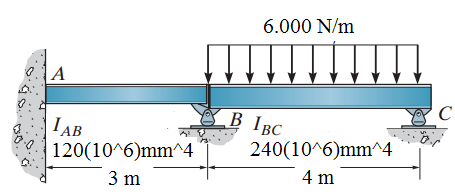 6.000 N/m
A
B
C
I_AB
I_BC
120(10^6)mm^4
240(10^6)mm^4
3 m
4 m